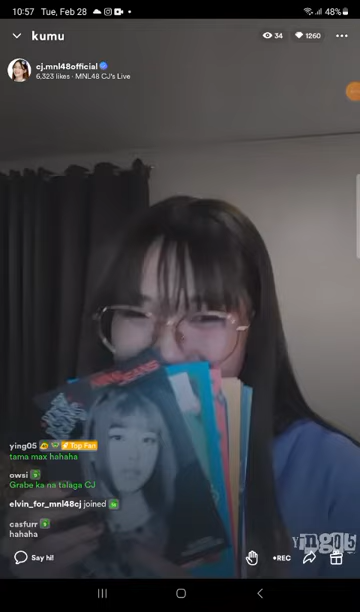 10:57 Tue, Feb 28
48%
kumu
34
1260
cj.mnl48official
6,323 likes · MNL48 CJ's Live
ying05 Top Fan
tama max hahaha
owsi
Grabe ka na talaga CJ
elvin_for_mnl48cj joined
casfurr
hahaha
Say hi!
•REC
Yng05